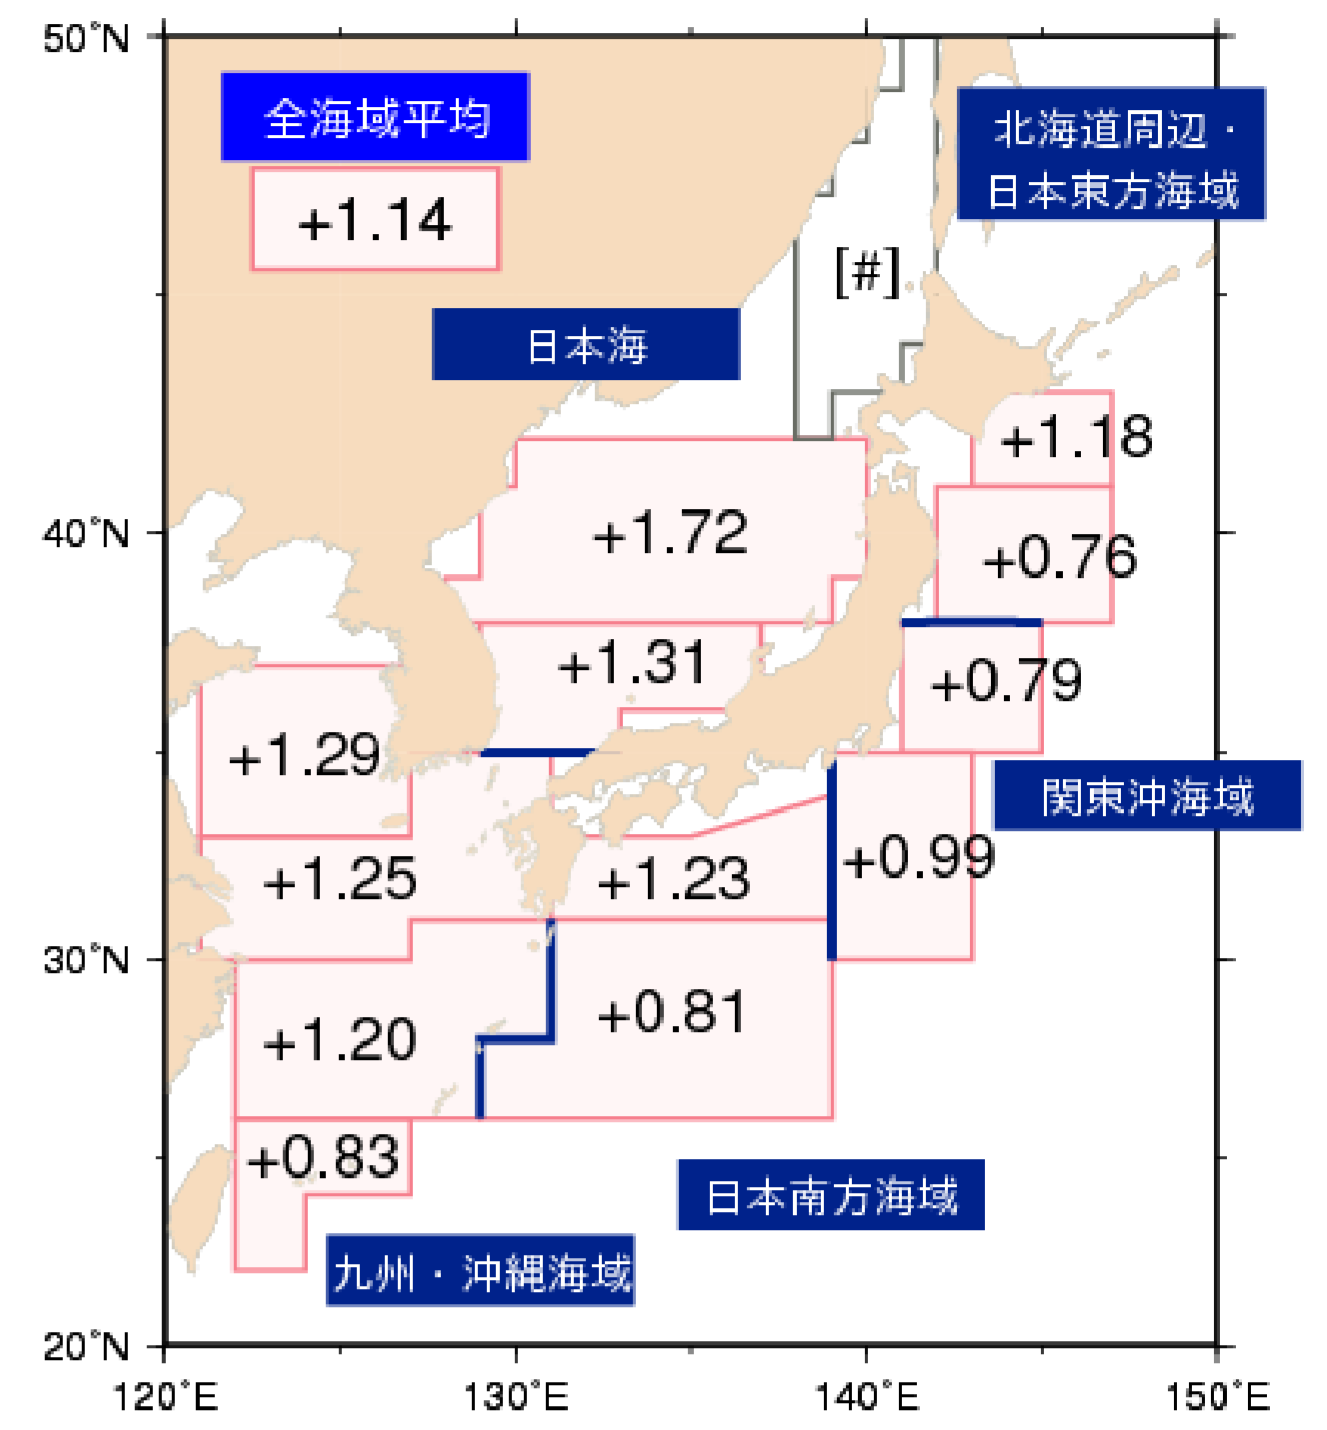 50°N
全海域平均
+1.14
北海道周辺・
日本東方海域
[#]
日本海
+1.18
40°N
+1.72
+0.76
+1.31
+0.79
+1.29
関東沖海域
+0.99
+1.25
+1.23
30°N
+0.81
+1.20
+0.83
日本南方海域
九州・沖縄海域
20°N
120°E
130°E
140°E
150°E